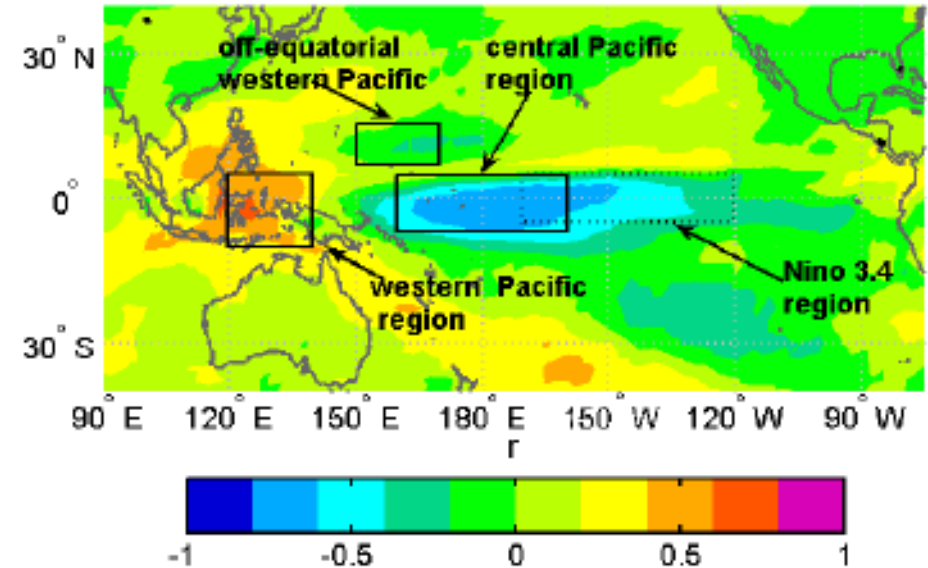 off-equatorial
western Pacific
central Pacific
region
30° N
0°
Nino 3.4
region
western Pacific
region
30° S
90° E 120° E 150° E 180° E 150° W 120° W 90° W
r
-1 -0.5 0 0.5 1